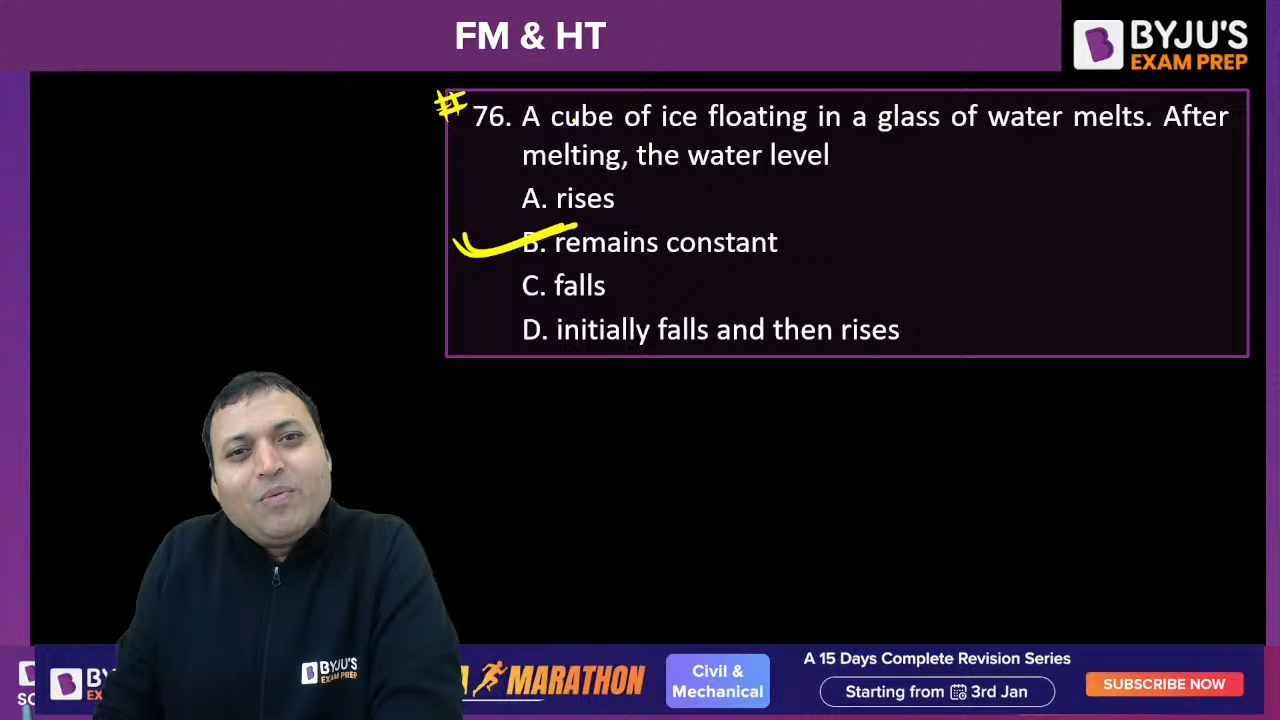 FM & HT
BYJU'S
EXAM PREP
# 76. A cube of ice floating in a glass of water melts. After
melting, the water level
A. rises
B. remains constant
C. falls
D. initially falls and then rises
BYJU'S
EXAM PREP
MARATHON
Civil &
Mechanical
A 15 Days Complete Revision Series
Starting from 3rd Jan
SUBSCRIBE NOW